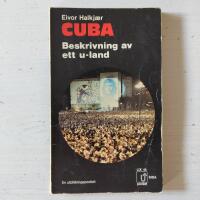 Eivor Halkjær
CUBA
Beskrivning av
ett u-land